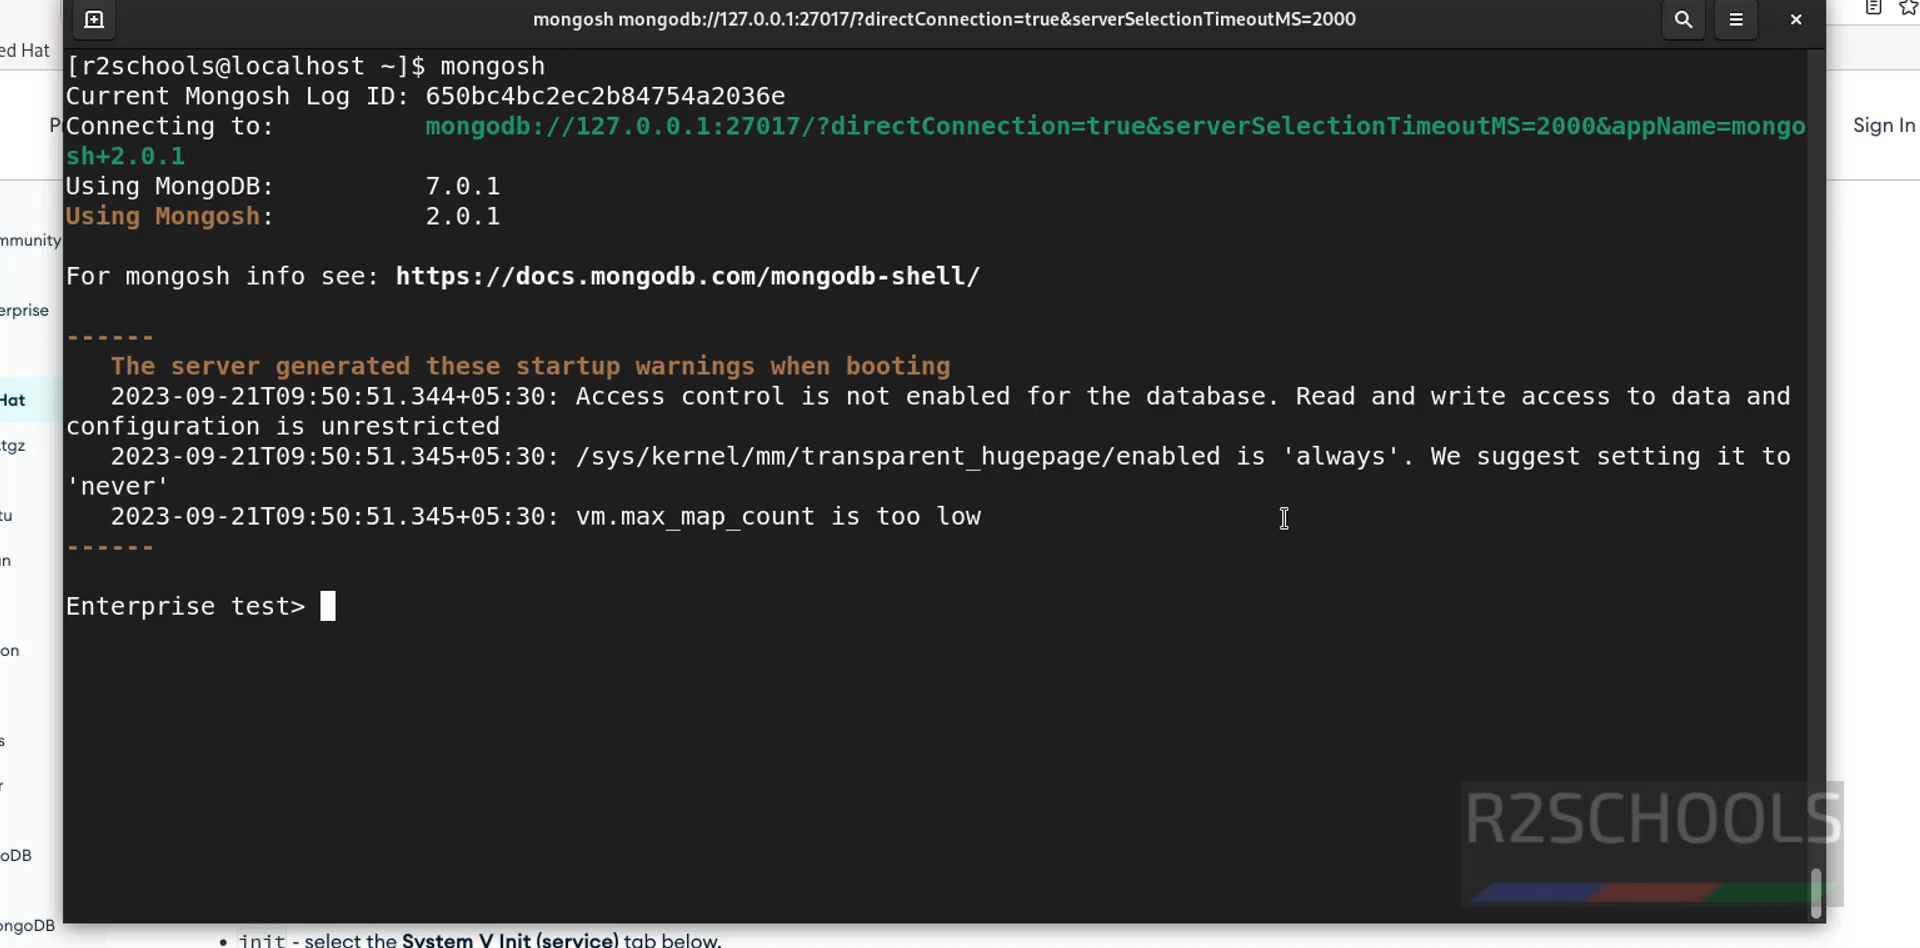 mongosh mongodb://127.0.0.1:27017/?directConnection=true&serverSelectionTimeoutMS=2000
ed Hat
Sign In
mmunity
erprise
Hat
tgz
tu
on
oDB
ongoDB
[r2schools@localhost ~]$ mongosh
Current Mongosh Log ID: 650bc4bc2ec2b84754a2036e
Connecting to: mongodb://127.0.0.1:27017/?directConnection=true&serverSelectionTimeoutMS=2000&appName=mongo
sh+2.0.1
Using MongoDB: 7.0.1
Using Mongosh: 2.0.1
For mongosh info see: https://docs.mongodb.com/mongodb-shell/
------
The server generated these startup warnings when booting
2023-09-21T09:50:51.344+05:30: Access control is not enabled for the database. Read and write access to data and
configuration is unrestricted
2023-09-21T09:50:51.345+05:30: /sys/kernel/mm/transparent_hugepage/enabled is 'always'. We suggest setting it to
'never'
2023-09-21T09:50:51.345+05:30: vm.max_map_count is too low
------
Enterprise test>
R2SCHOOLS
• init - select the System V Init (service) tab below.